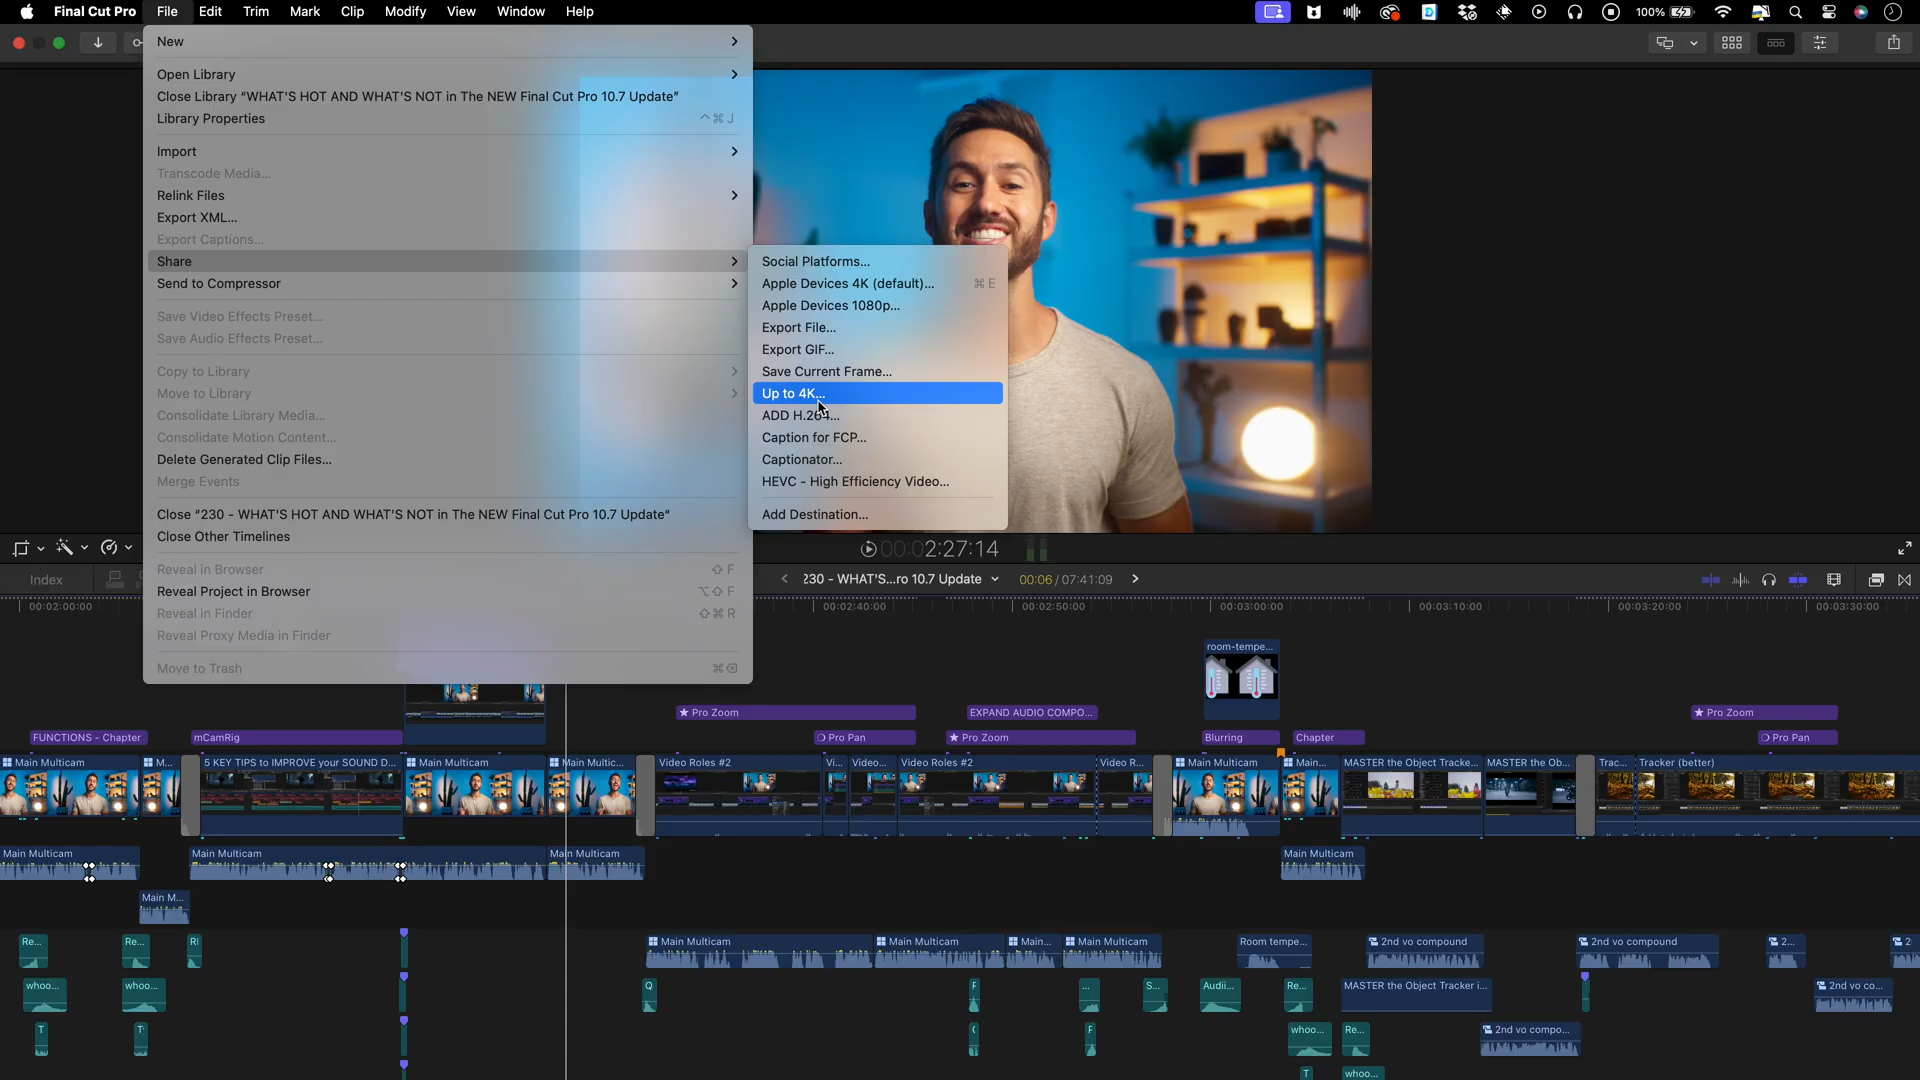 Final Cut Pro File Edit Trim Mark Clip Modify View Window Help
100%
New
Open Library
Close Library “WHAT'S HOT AND WHAT'S NOT in The NEW Final Cut Pro 10.7 Update”
Library Properties ^⌘J
Import
Transcode Media...
Relink Files
Export XML...
Export Captions...
Share
Send to Compressor
Save Video Effects Preset...
Save Audio Effects Preset...
Copy to Library
Move to Library
Consolidate Library Media...
Consolidate Motion Content...
Delete Generated Clip Files...
Merge Events
Close “230 - WHAT'S HOT AND WHAT'S NOT in The NEW Final Cut Pro 10.7 Update”
Close Other Timelines
Reveal in Browser ⇧F
Reveal Project in Browser ⌥⇧F
Reveal in Finder ⇧⌘R
Reveal Proxy Media in Finder
Move to Trash ⌘⌫
Social Platforms...
Apple Devices 4K (default)... ⌘E
Apple Devices 1080p...
Export File...
Export GIF...
Save Current Frame...
Up to 4K...
ADD H.264...
Caption for FCP...
Captionator...
HEVC - High Efficiency Video...
Add Destination...
00:02:27:14
Index
230 - WHAT'S...ro 10.7 Update 00:06 / 07:41:09
00:02:00:00 00:02:40:00 00:02:50:00 00:03:00:00 00:03:10:00 00:03:20:00 00:03:30:00
room-tempe...
Pro Zoom EXPAND AUDIO COMPO... Pro Zoom
FUNCTIONS - Chapter mCamRig Pro Pan Pro Zoom Blurring Chapter Pro Pan
Main Multicam M... 5 KEY TIPS to IMPROVE your SOUND D... Main Multicam Main Multic... Video Roles #2 Vi... Video... Video Roles #2 Video R... Main Multicam Main... MASTER the Object Tracke... MASTER the Ob... Trac... Tracker (better)
Main Multicam Main Multicam Main Multicam Main Multicam
Main M...
Re... Re... Main Multicam Main Multicam Main... Main Multicam Room tempe... 2nd vo compound 2nd vo compound 2...
whoo... whoo... Q S... Audii... Re... MASTER the Object Tracker i... 2nd vo co...
T T whoo... Re... 2nd vo compo...
T whoo...